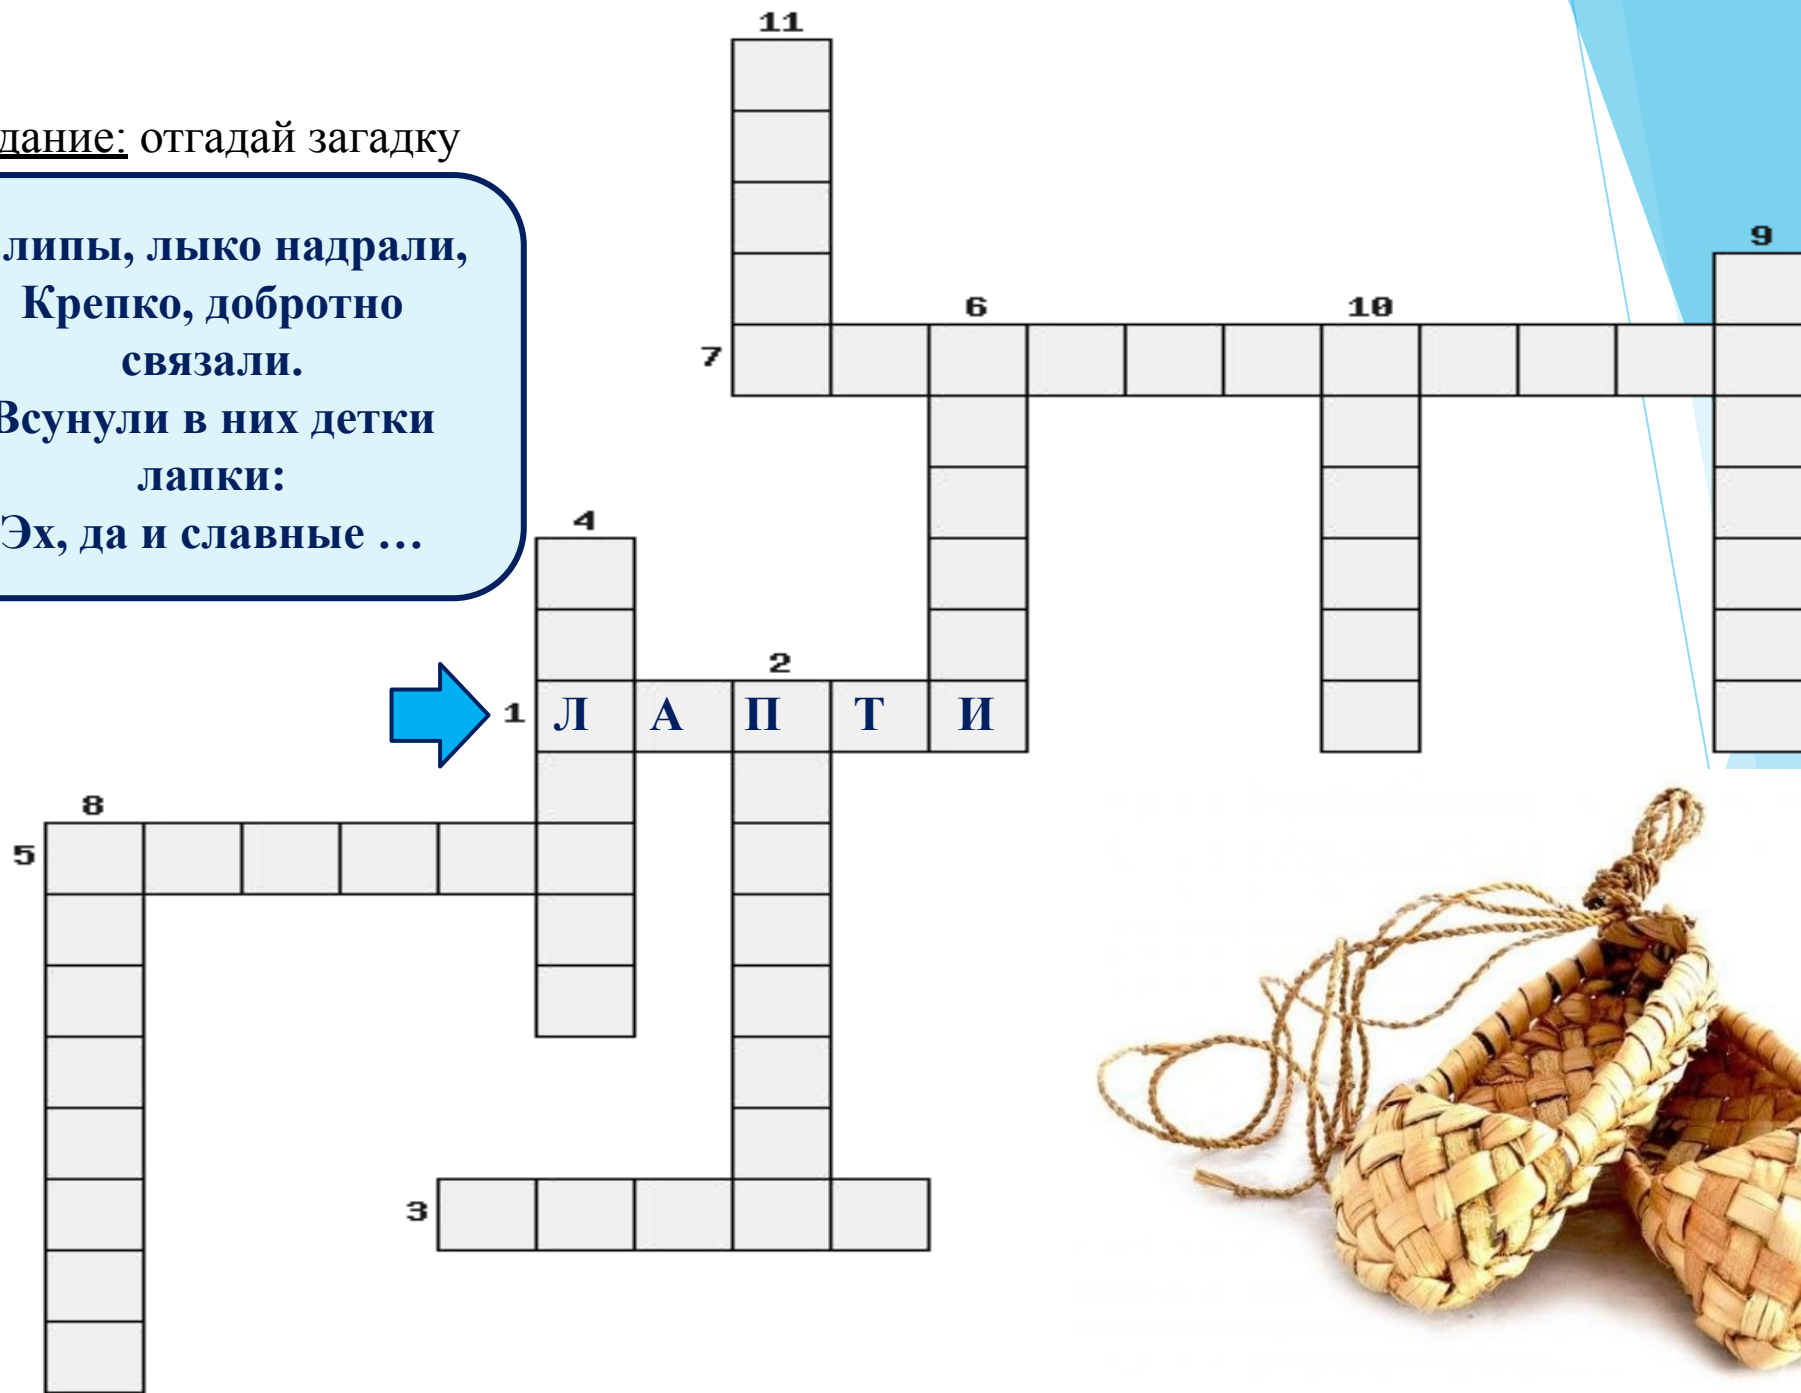 11
дание: отгадай загадку
липы, лыко надрали,
Крепко, добротно
связали.
Всунули в них детки
лапки:
Эх, да и славные …
9
6
10
7
4
2
1 Л А П Т И
8
5
3